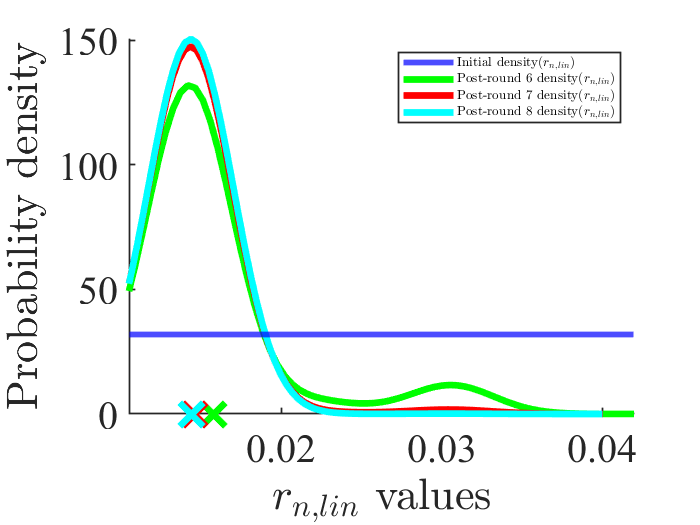 Probability density
150
100
50
0
Initial density(r_{n,lin})
Post-round 6 density(r_{n,lin})
Post-round 7 density(r_{n,lin})
Post-round 8 density(r_{n,lin})
0.02 0.03 0.04
r_{n,lin} values